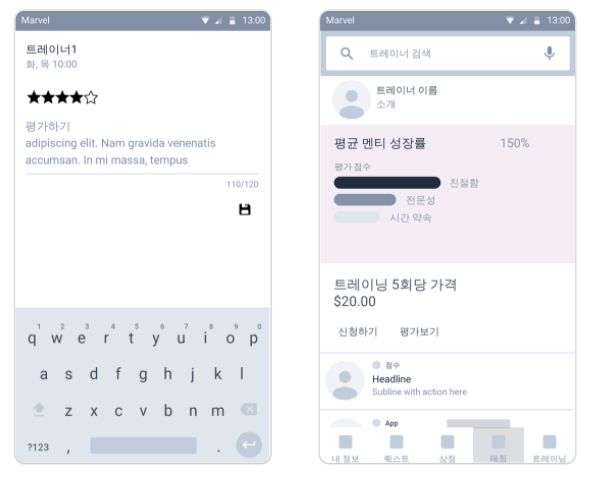 Marvel
13:00
트레이너1
화, 목 10:00
평가하기
adipiscing elit. Nam gravida venenatis
accumsan. In mi massa, tempus
110/120
1 2 3 4 5 6 7 8 9 0
q w e r t y u i o p
a s d f g h j k l
z x c v b n m
?123 , .
Marvel
13:00
트레이너 검색
트레이너 이름
소개
평균 멘티 성장률 150%
평가 점수
친절함
전문성
시간 약속
트레이닝 5회당 가격
$20.00
신청하기 평가보기
점수
Headline
Subline with action here
App
내 정보 퀘스트 상점 매칭 트레이닝